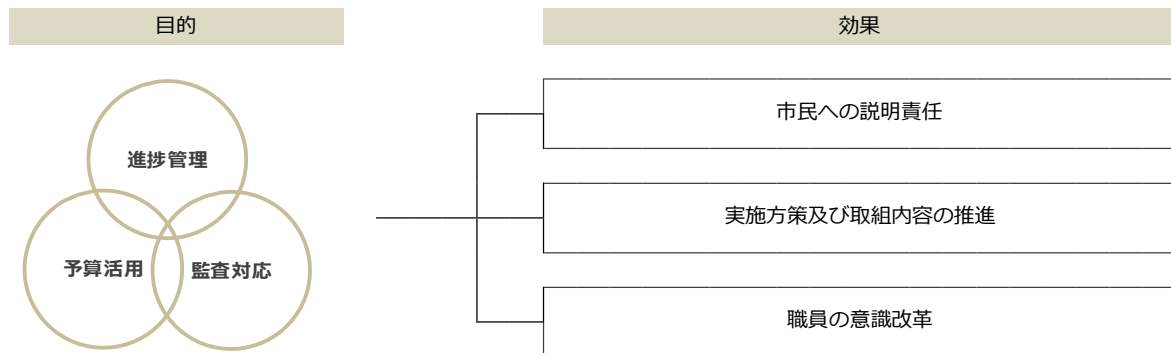 目的
進捗管理
予算活用
監査対応
効果
市民への説明責任
実施方策及び取組内容の推進
職員の意識改革